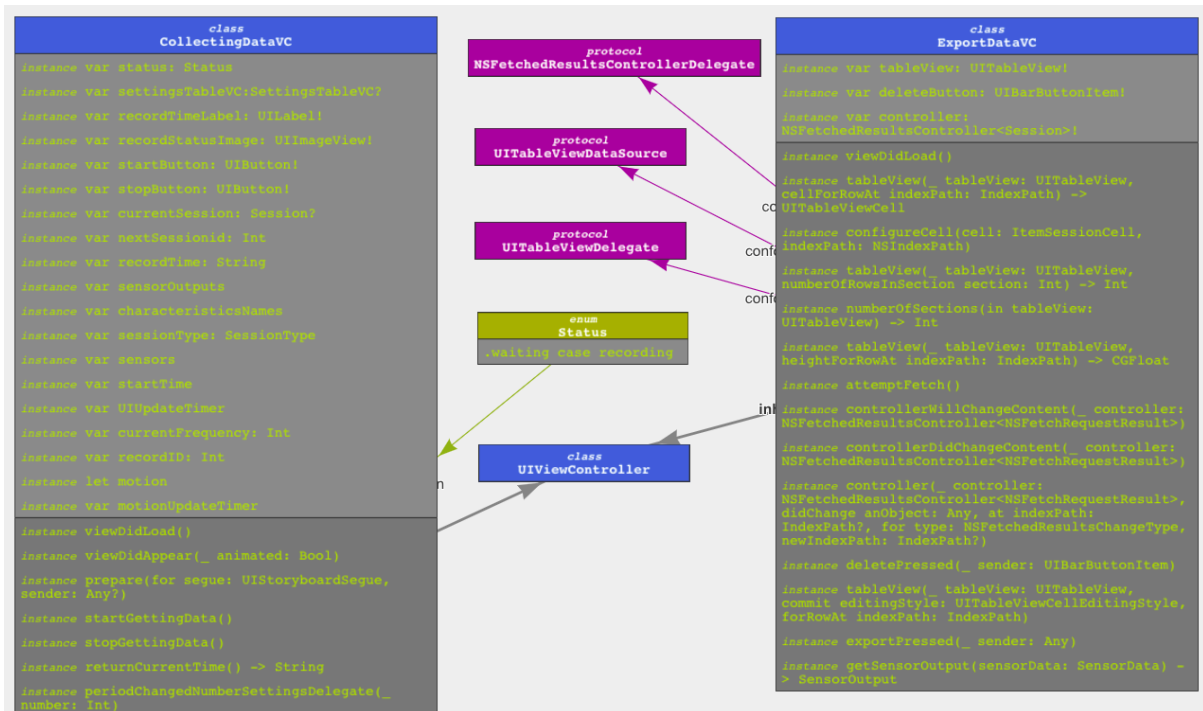 class
CollectingDataVC
instance var status: Status
instance var settingsTableVC:SettingsTableVC?
instance var recordTimeLabel: UILabel!
instance var recordStatusImage: UIImageView!
instance var startButton: UIButton!
instance var stopButton: UIButton!
instance var currentSession: Session?
instance var nextSessionid: Int
instance var recordTime: String
instance var sensorOutputs
instance var characteristicsNames
instance var sessionType: SessionType
instance var sensors
instance var startTime
instance var UIUpdateTimer
instance var currentFrequency: Int
instance var recordID: Int
instance let motion
instance var motionUpdateTimer
instance viewDidLoad()
instance viewDidAppear(_ animated: Bool)
instance prepare(for segue: UIStoryboardSegue,
sender: Any?)
instance startGettingData()
instance stopGettingData()
instance returnCurrentTime() -> String
instance periodChangedNumberSettingsDelegate(_
number: Int)
protocol
NSFetchedResultsControllerDelegate
protocol
UITableViewDataSource
protocol
UITableViewDelegate
enum
Status
.waiting case recording
class
UIViewController
n
co
confo
confo
inh
class
ExportDataVC
instance var tableView: UITableView!
instance var deleteButton: UIBarButtonItem!
instance var controller:
NSFetchedResultsController<Session>!
instance viewDidLoad()
instance tableView(_ tableView: UITableView,
cellForRowAt indexPath: IndexPath) ->
UITableViewCell
instance configureCell(cell: ItemSessionCell,
indexPath: NSIndexPath)
instance tableView(_ tableView: UITableView,
numberOfRowsInSection section: Int) -> Int
instance numberOfSections(in tableView:
UITableView) -> Int
instance tableView(_ tableView: UITableView,
heightForRowAt indexPath: IndexPath) -> CGFloat
instance attemptFetch()
instance controllerWillChangeContent(_ controller:
NSFetchedResultsController<NSFetchRequestResult>)
instance controllerDidChangeContent(_ controller:
NSFetchedResultsController<NSFetchRequestResult>)
instance controller(_ controller:
NSFetchedResultsController<NSFetchRequestResult>,
didChange anObject: Any, at indexPath:
IndexPath?, for type: NSFetchedResultsChangeType,
newIndexPath: IndexPath?)
instance deletePressed(_ sender: UIBarButtonItem)
instance tableView(_ tableView: UITableView,
commit editingStyle: UITableViewCellEditingStyle,
forRowAt indexPath: IndexPath)
instance exportPressed(_ sender: Any)
instance getSensorOutput(sensorData: SensorData) -
> SensorOutput